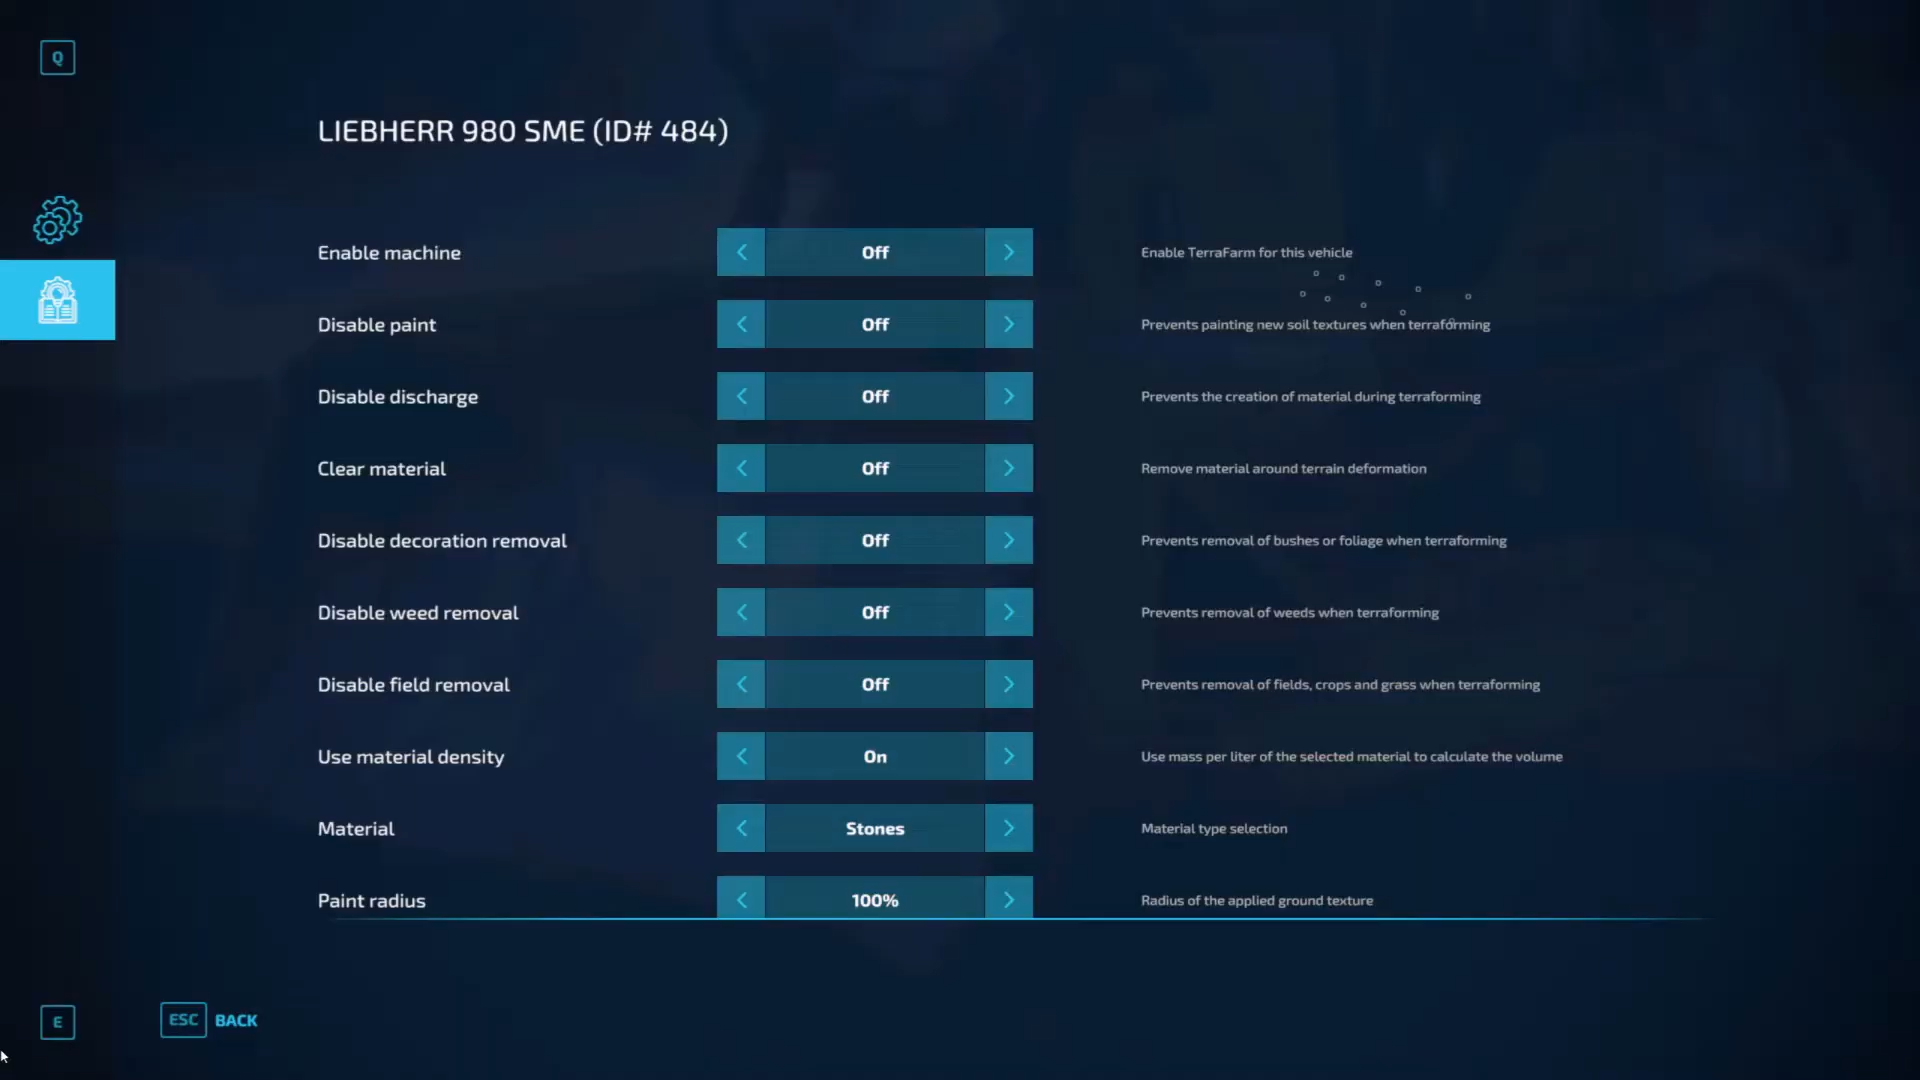 Q
LIEBHERR 980 SME (ID# 484)
Enable machine Off Enable TerraFarm for this vehicle
Disable paint Off Prevents painting new soil textures when terraforming
Disable discharge Off Prevents the creation of material during terraforming
Clear material Off Remove material around terrain deformation
Disable decoration removal Off Prevents removal of bushes or foliage when terraforming
Disable weed removal Off Prevents removal of weeds when terraforming
Disable field removal Off Prevents removal of fields, crops and grass when terraforming
Use material density On Use mass per liter of the selected material to calculate the volume
Material Stones Material type selection
Paint radius 100% Radius of the applied ground texture
E ESC BACK